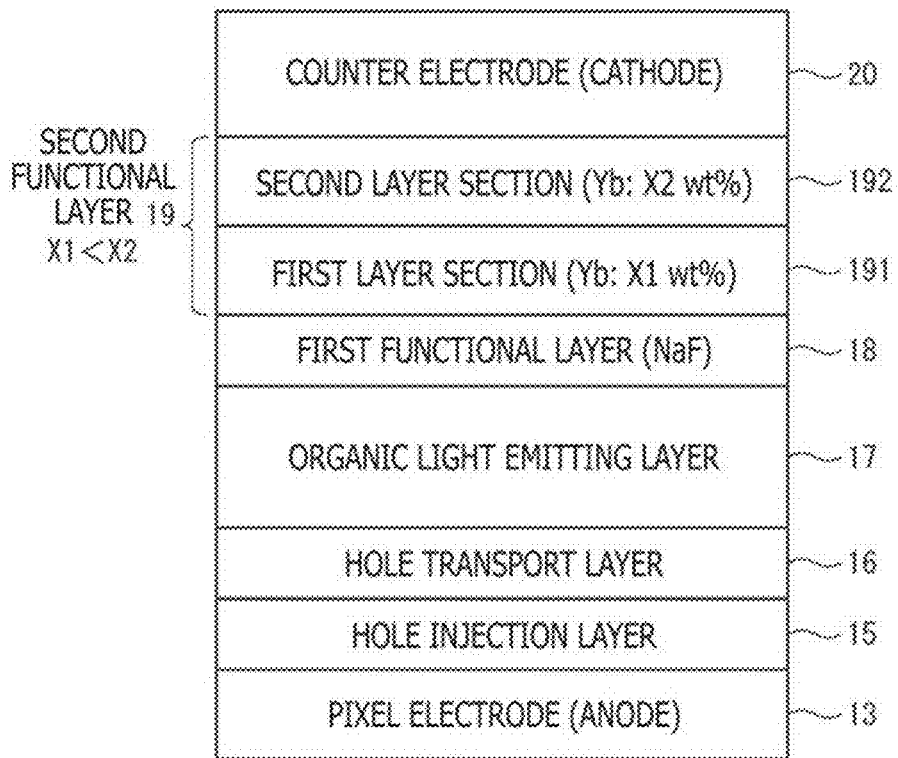 COUNTER ELECTRODE (CATHODE)
20
SECOND
FUNCTIONAL
LAYER 19
X1<X2
SECOND LAYER SECTION (Yb: X2 wt%)
192
FIRST LAYER SECTION (Yb: X1 wt%)
191
FIRST FUNCTIONAL LAYER (NaF)
18
ORGANIC LIGHT EMITTING LAYER
17
HOLE TRANSPORT LAYER
16
HOLE INJECTION LAYER
15
PIXEL ELECTRODE (ANODE)
13